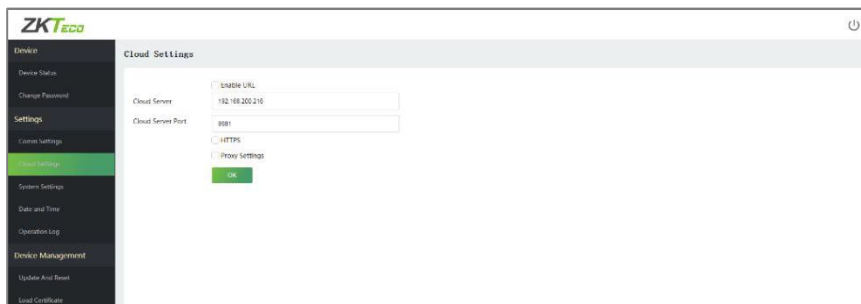 ZKTeco
Device
Cloud Settings
Device Status
Change Password
Enable URL
Cloud Server
192.168.200.216
Settings
Cloud Server Port
8081
Comm Settings
HTTPS
Cloud Settings
Proxy Settings
OK
System Settings
Date and Time
Operation Log
Device Management
Update And Reset
Load Certificate